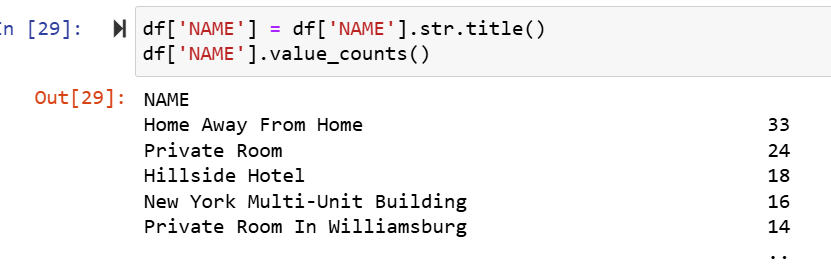 In [29]:
df['NAME'] = df['NAME'].str.title()
df['NAME'].value_counts()
Out[29]: NAME
Home Away From Home 33
Private Room 24
Hillside Hotel 18
New York Multi-Unit Building 16
Private Room In Williamsburg 14
..